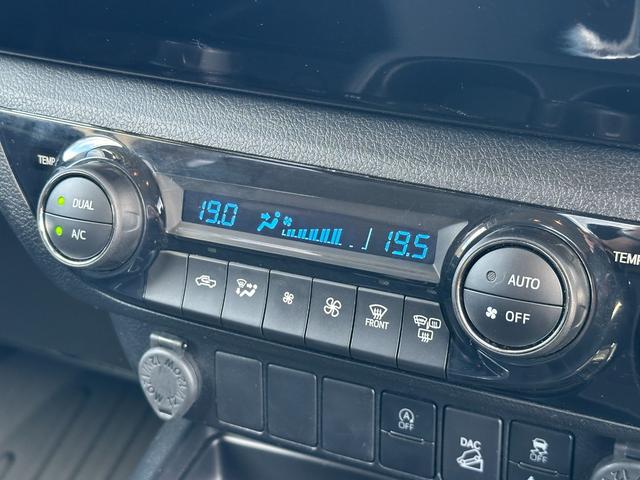 TEMP
DUAL
A/C
19.0
19.5
AUTO
OFF
TEMP
FRONT
OFF
DAC
OFF